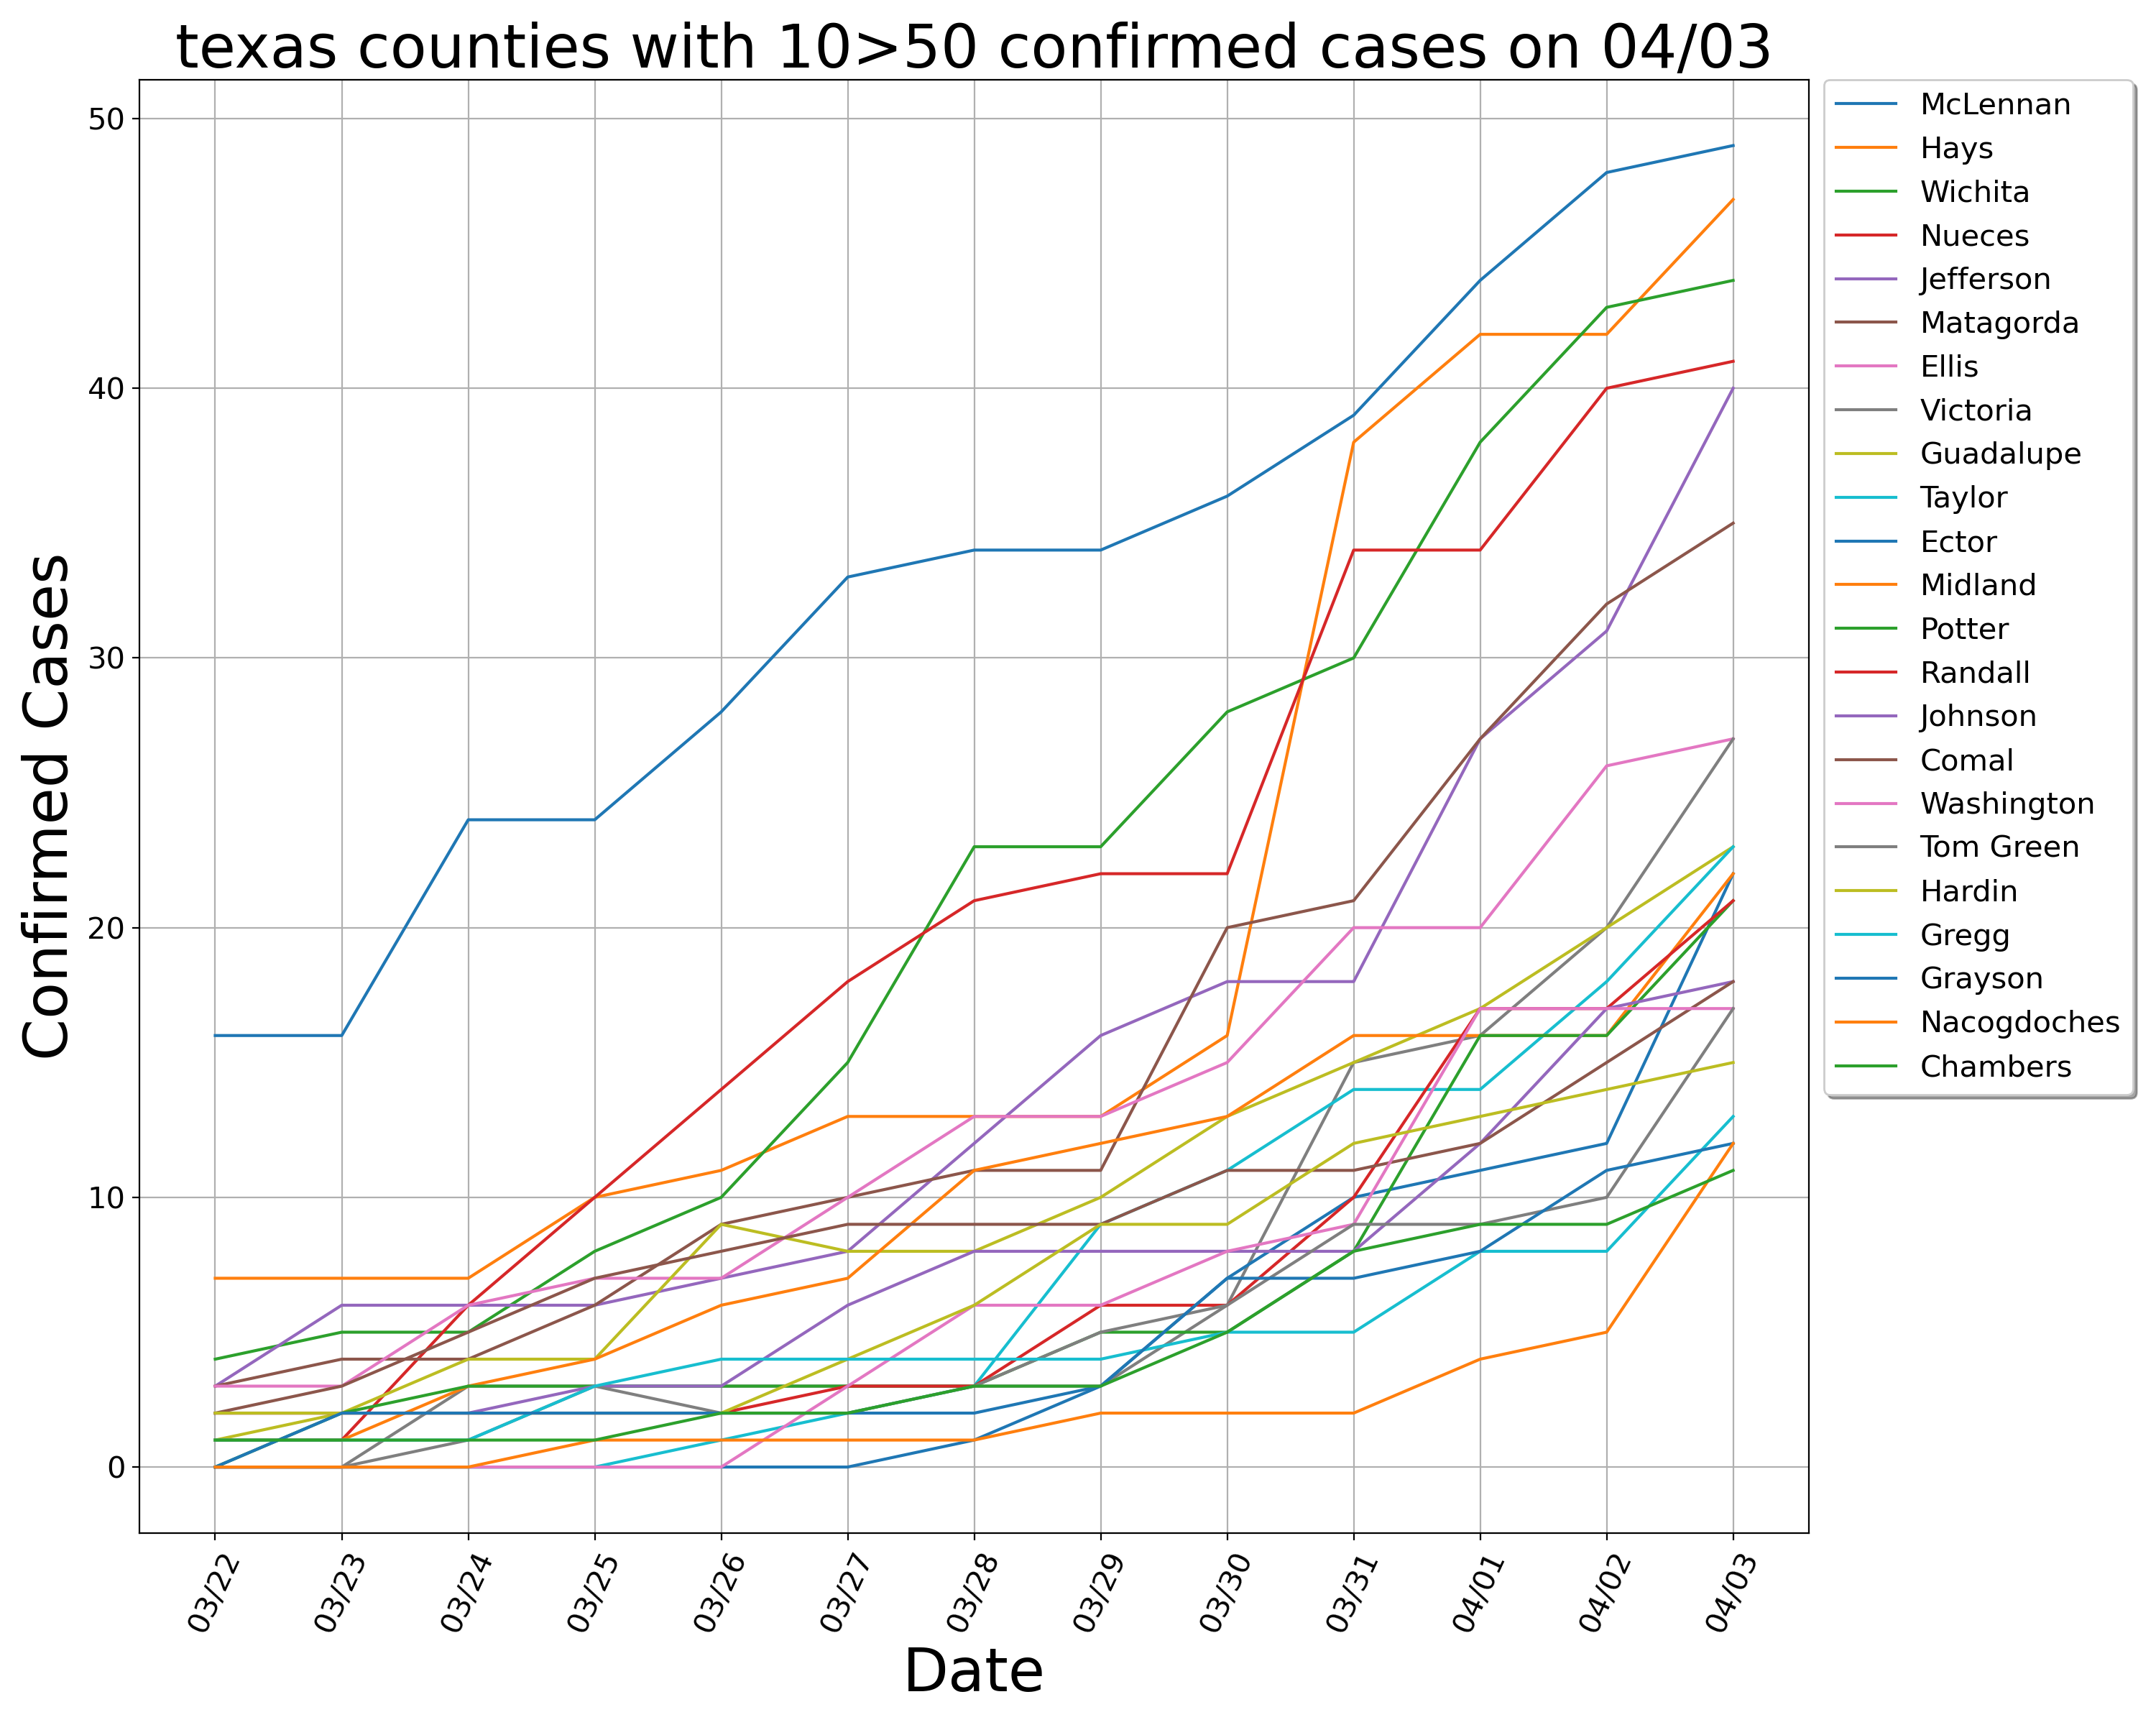 texas counties with 10>50 confirmed cases on 04/03
Confirmed Cases
50
40
30
20
10
0
03/22
03/23
03/24
03/25
03/26
03/27
03/28
03/29
03/30
03/31
04/01
04/02
04/03
Date
McLennan
Hays
Wichita
Nueces
Jefferson
Matagorda
Ellis
Victoria
Guadalupe
Taylor
Ector
Midland
Potter
Randall
Johnson
Comal
Washington
Tom Green
Hardin
Gregg
Grayson
Nacogdoches
Chambers